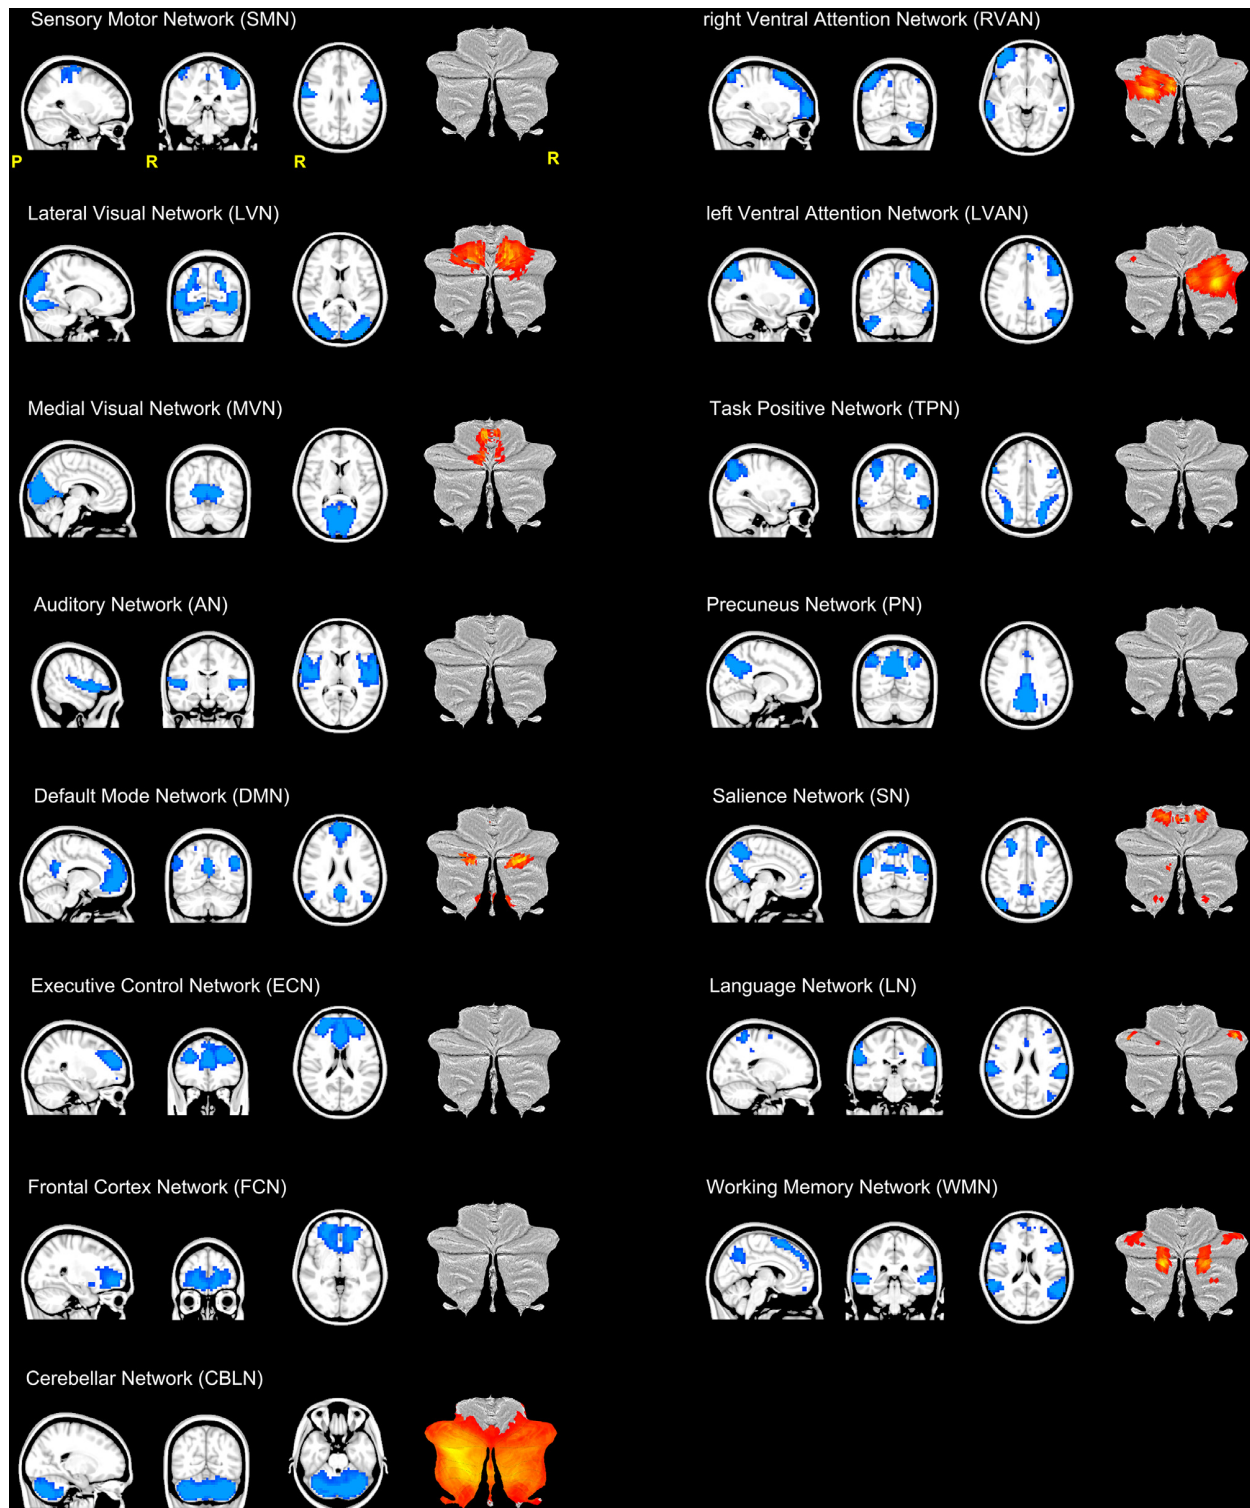 Sensory Motor Network (SMN)
P
R
R
R
Lateral Visual Network (LVN)
Medial Visual Network (MVN)
Auditory Network (AN)
Default Mode Network (DMN)
Executive Control Network (ECN)
Frontal Cortex Network (FCN)
Cerebellar Network (CBLN)
right Ventral Attention Network (RVAN)
left Ventral Attention Network (LVAN)
Task Positive Network (TPN)
Precuneus Network (PN)
Salience Network (SN)
Language Network (LN)
Working Memory Network (WMN)